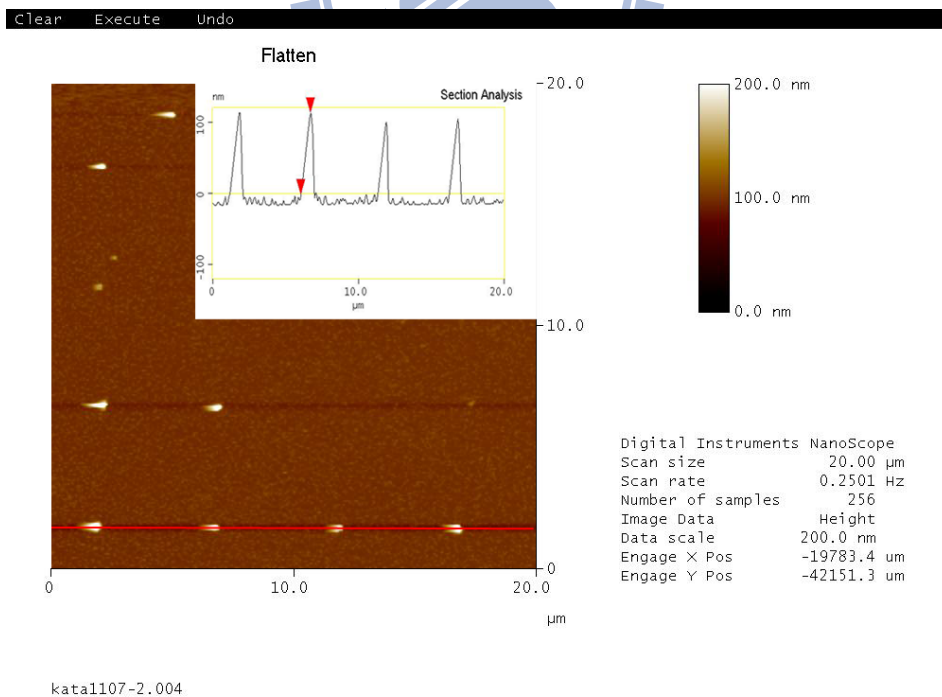 Clear Execute Undo
Flatten
nm
Section Analysis
100
0
-100
0 10.0 20.0
µm
20.0
10.0
0
0 10.0 20.0
µm
200.0 nm
100.0 nm
0.0 nm
Digital Instruments NanoScope
Scan size 20.00 µm
Scan rate 0.2501 Hz
Number of samples 256
Image Data Height
Data scale 200.0 nm
Engage X Pos -19783.4 um
Engage Y Pos -42151.3 um
kata1107-2.004